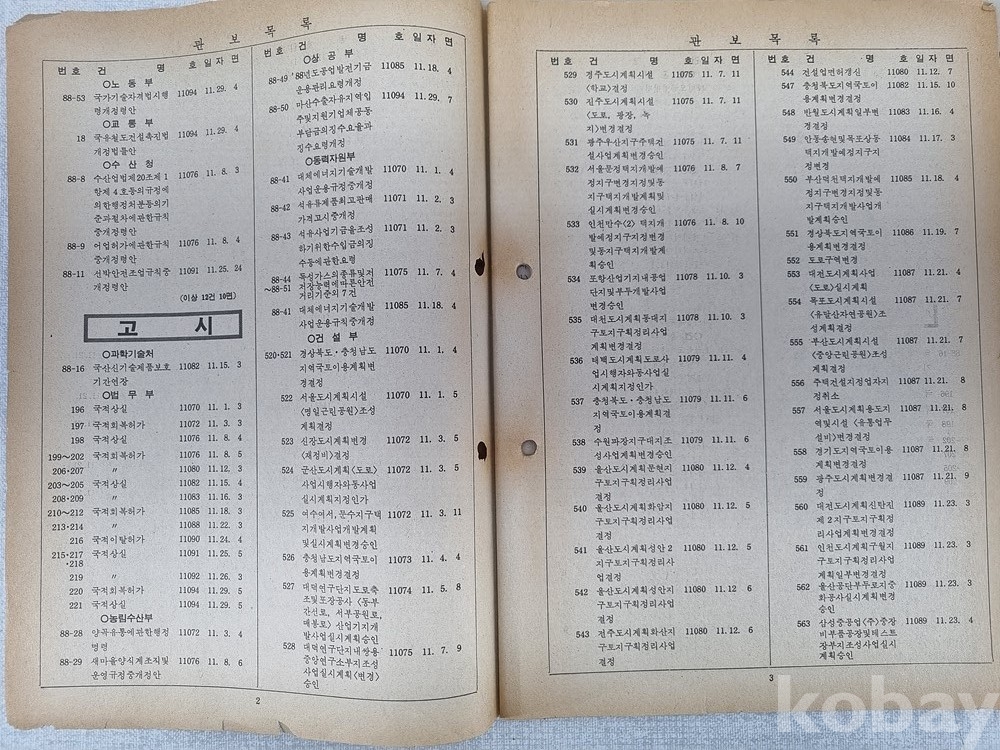 관 보 목 록
번호 건 명 호 일자 면
○노 동 부
88-53 국가기술자격법시행 11094 11.29. 4
령개정령안
○교 통 부
18 국유철도건설촉진법 11094 11.29. 4
개정법률안
○수 산 청
88-8 수산업법제20조제1 11076 11. 8. 3
항제4호등의규정에
의한행정처분등의기
준과절차에관한규칙
중개정령안
88-9 어업허가에관한규칙 11076 11. 8. 4
중개정령안
88-11 선박안전조업규칙중 11091 11.25. 24
개정령안
(이상 12건 10면)
고 시
○과학기술처
88-16 국산신기술제품보호 11082 11.15. 3
기간연장
○법 무 부
196 국적상실 11070 11. 1. 3
197 국적회복허가 11072 11. 3. 3
198 국적상실 11076 11. 8. 4
199~202 국적회복허가 11076 11. 8. 5
206·207 〃 11080 11.12. 3
203~205 국적상실 11082 11.15. 4
208·209 〃 11083 11.16. 3
210~212 국적회복허가 11085 11.18. 3
213·214 〃 11088 11.22. 3
216 국적이탈허가 11090 11.24. 4
215·217 국적상실 11091 11.25. 5
·218
219 〃 11092 11.26. 3
220 국적회복허가 11094 11.29. 5
221 국적상실 11094 11.29. 5
○농림수산부
88-28 양곡유통에관한행정 11072 11. 3. 4
명령
88-29 새마을양식계조직및 11076 11. 8. 6
운영규정중개정안
번호 건 명 호 일자 면
○상 공 부
88-49 '88년도공업발전기금 11085 11.18. 4
운용관리요령개정
88-50 마산수출자유지역입 11094 11.29. 7
주및지원기업체공동
부담금의징수요율과
징수요령개정
○동력자원부
88-41 대체에너지기술개발 11070 11. 1. 4
사업운용규정중개정
88-42 석유류제품최고판매 11071 11. 2. 3
가격고시중개정
88-43 석유사업기금을조성 11071 11. 2. 3
하기위한수입금의징
수등에관한요령
88-44 독성가스의종류및저 11075 11. 7. 4
~88-51 저장능력에따른안전
거리기준외 7건
88-41 대체에너지기술개발 11085 11.18. 4
사업운용규칙중개정
○건 설 부
520·521 경상북도·충청남도 11070 11. 1. 4
지역국토이용계획변
경결정
522 서울도시계획시설 11070 11. 1. 5
〈명일근린공원〉조성
계획결정
523 신장도시계획변경 11072 11. 3. 5
〈재정비〉결정
524 군산도시계획〈도로〉 11072 11. 3. 5
사업시행자와동사업
실시계획지정인가
525 여수여서, 문수지구택 11072 11. 3. 11
지개발사업개발계획
및실시계획변경승인
526 충청남도지역국토이 11073 11. 4. 4
용계획변경결정
527 대덕연구단지도로축 11074 11. 5. 8
조및포장공사 〈동부
간선로, 서부공원로,
매봉로〉 산업기지개
발사업실시계획승인
528 대덕연구단지내쌍용 11075 11. 7. 9
중앙연구소부지조성
사업실시계획〈변경〉
승인
2
관 보 목 록
번호 건 명 호 일자 면
529 경주도시계획시설 11075 11. 7. 11
〈학교〉결정
530 진주도시계획시설 11075 11. 7. 11
〈도로, 광장, 녹
지〉변경결정
531 광주우산지구주택건 11075 11. 7. 11
설사업계획변경승인
532 서울문정택지개발예 11076 11. 8. 7
정지구변경지정및동
지구택지개발계획및
실시계획변경승인
533 인천만수〈2〉 택지개 11076 11. 8. 10
발예정지구지정변경
및동지구택지개발계
획승인
534 포항산업기지내공업 11078 11.10. 3
단지및부두개발사업
변경승인
535 대천도시계획동대지 11078 11.10. 3
구토지구획정리사업
계획변경결정
536 태백도시계획도로사 11079 11.11. 4
업시행자와동사업실
시계획지정인가
537 충청북도·충청남도 11079 11.11. 6
지역국토이용계획결
정
538 수원파장지구대지조 11079 11.11. 6
성사업계획변경승인
539 울산도시계획문현지 11080 11.12. 4
구토지구획정리사업
결정
540 울산도시계획화암지 11080 11.12. 5
구토지구획정리사업
결정
541 울산도시계획성안2 11080 11.12. 5
지구토지구획정리사
업결정
542 울산도시계획성안지 11080 11.12 6
구토지구획정리사업
결정
543 전주도시계획화산지 11080 11.12. 6
구토지구획정리사업
결정
번호 건 명 호 일자 면
544 건설업면허갱신 11080 11.12. 7
547 충청북도지역국토이 11082 11.15. 10
용계획변경결정
548 반월도시계획일부변 11083 11.16. 4
경결정
549 안동송현및목포상동 11084 11.17. 3
택지개발예정지구지
정변경
550 부산덕천택지개발예 11085 11.18. 4
정지구변경지정및동
지구택지개발사업개
발계획승인
551 경상북도지역국토이 11086 11.19. 7
용계획변경결정
552 도로구역변경
553 대전도시계획사업 11087 11.21. 4
〈도로〉실시계획
554 목포도시계획시설 11087 11.21. 7
〈유달산자연공원〉조
성계획결정
555 부산도시계획시설 11087 11.21. 7
〈중앙근린공원〉조성
계획결정
556 주택건설지정업자지 11087 11.21. 8
정취소
557 서울도시계획용도지 11087 11.21. 8
역및시설 〈유통업무
설비〉변경결정
558 경기도지역국토이용 11087 11.21. 8
계획변경결정
559 광주도시계획변경결 11087 11.21. 9
정
560 대전도시계획신탄진 11089 11.23. 3
제2지구토지구획정
리사업계획변경결정
561 인천도시계획구월지 11089 11.23. 3
구토지구획정리사업
계획일부변경결정
562 울산공단부두로지중 11089 11.23. 3
화공사실시계획변경
승인
563 삼성중공업〈주〉중장 11089 11.23. 4
비부품공장및테스트
장부지조성사업실시
계획승인
3
kobay